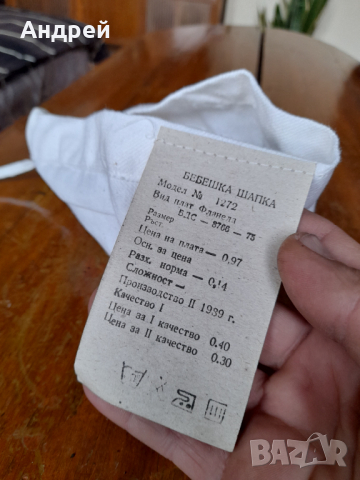 Андрей
БЕБЕШКА ШАПКА
Модел № 1272
Вид плат Фланела
Размер БДС — 8766 — 75
Ръст.
Цена на плата — 0,97
Осн. за цена
Разх. норма — 0,14
Сложност —
Производство II 1989 г.
Качество I
Цена за I качество 0.40
Цена за II качество 0.30
BAZAR